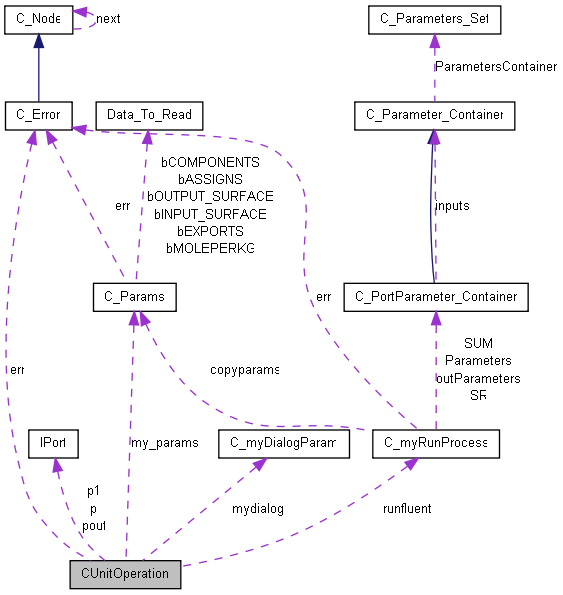 C_Node
next
C_Parameters_Set
ParametersContainer
C_Error
Data_To_Read
C_Parameter_Container
bCOMPONENTS
bASSIGNS
bOUTPUT_SURFACE
bINPUT_SURFACE
bEXPORTS
bMOLEPERKG
err
inputs
C_Params
C_PortParameter_Container
err
SUM
Parameters
outParameters
SR
err
copyparams
IPort
my_params
C_myDialogParam
C_myRunProcess
p1
p
pout
mydialog
runfluent
CUnitOperation